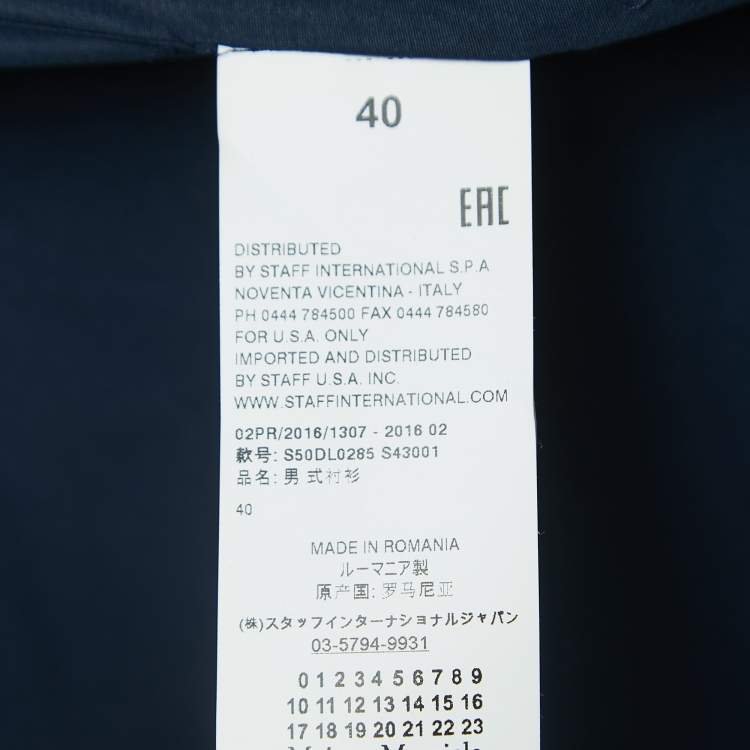 40
EAC
DISTRIBUTED
BY STAFF INTERNATIONAL S.P.A
NOVENTA VICENTINA - ITALY
PH 0444 784500 FAX 0444 784580
FOR U.S.A. ONLY
IMPORTED AND DISTRIBUTED
BY STAFF U.S.A. INC.
WWW.STAFFINTERNATIONAL.COM
02PR/2016/1307 - 2016 02
款号: S50DL0285 S43001
品名: 男 式衬衫
40
MADE IN ROMANIA
ルーマニア製
原产国: 罗马尼亚
(株)スタッフインターナショナルジャパン
03-5794-9931
0 1 2 3 4 5 6 7 8 9
10 11 12 13 14 15 16
17 18 19 20 21 22 23